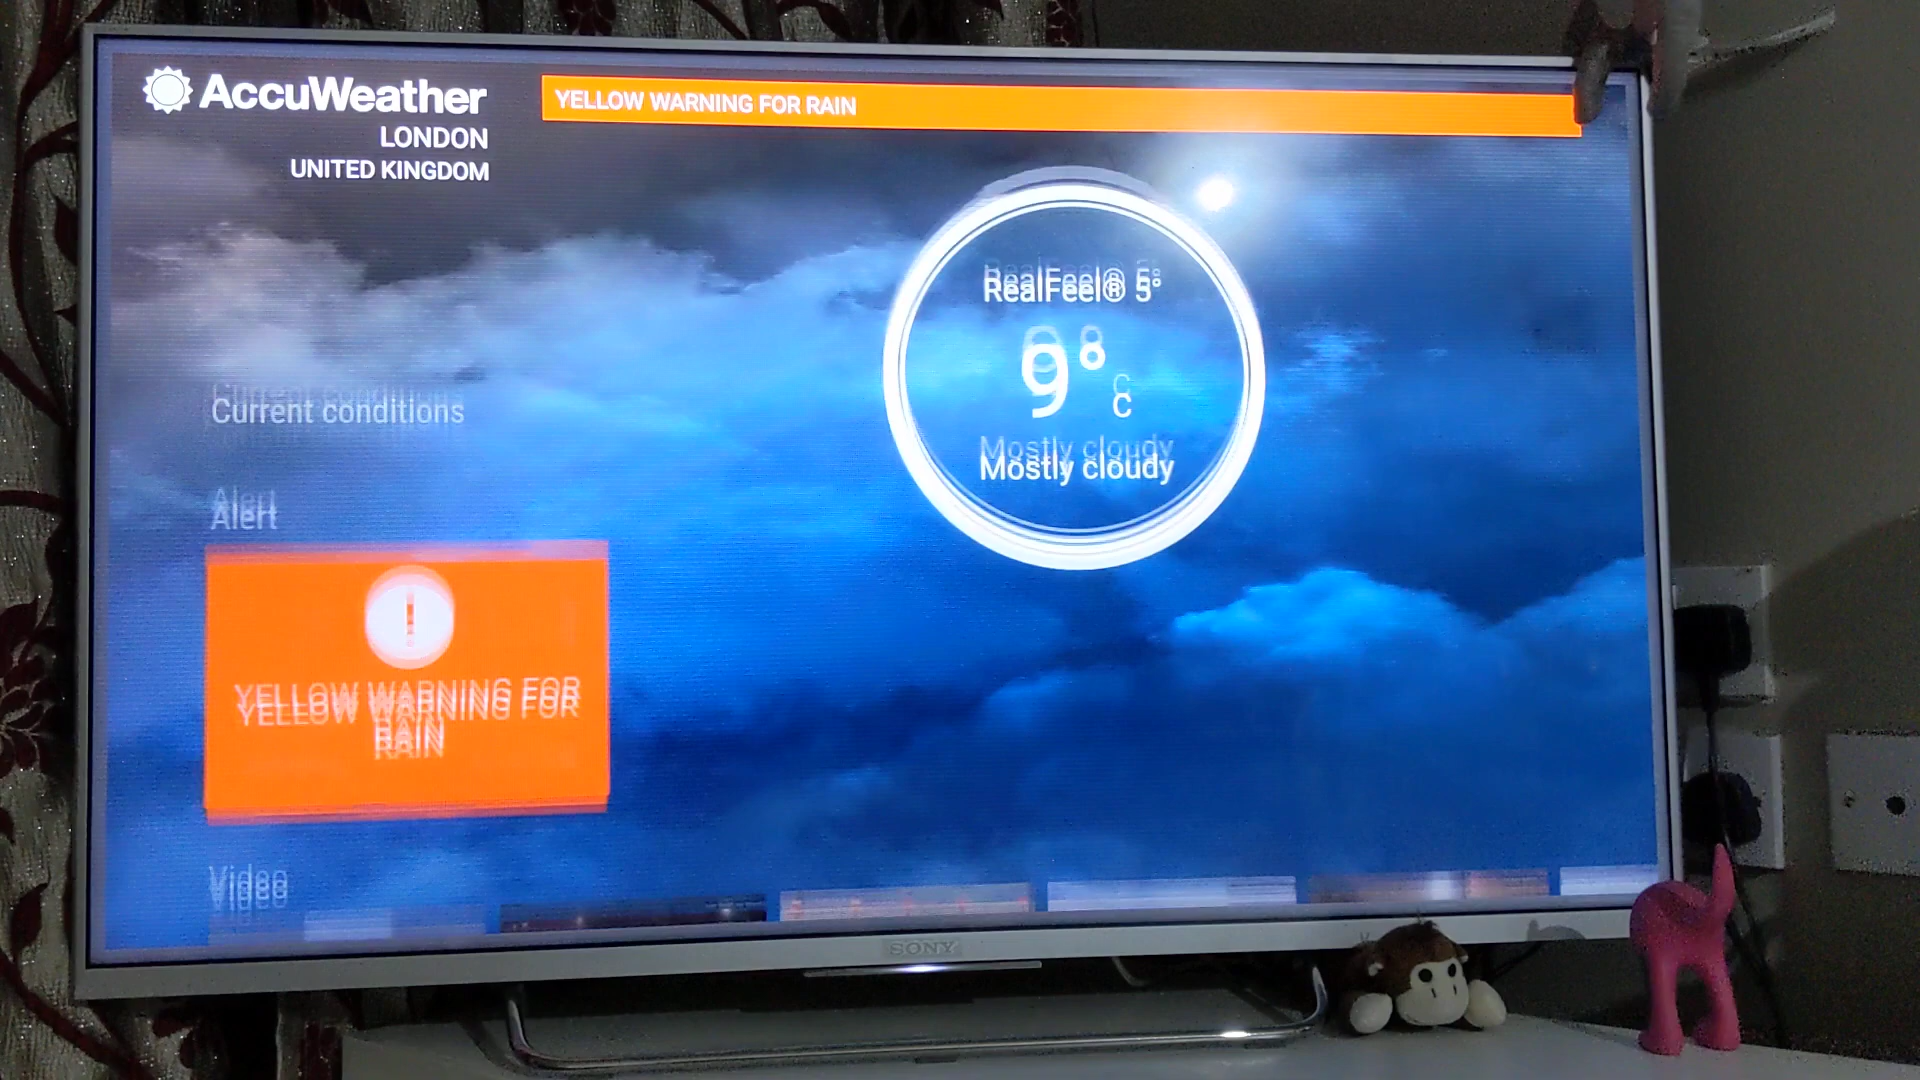 AccuWeather
LONDON
UNITED KINGDOM
YELLOW WARNING FOR RAIN
RealFeel® 5°
9°
C
Mostly cloudy
Current conditions
Alert
!
YELLOW WARNING FOR
RAIN
Video
SONY